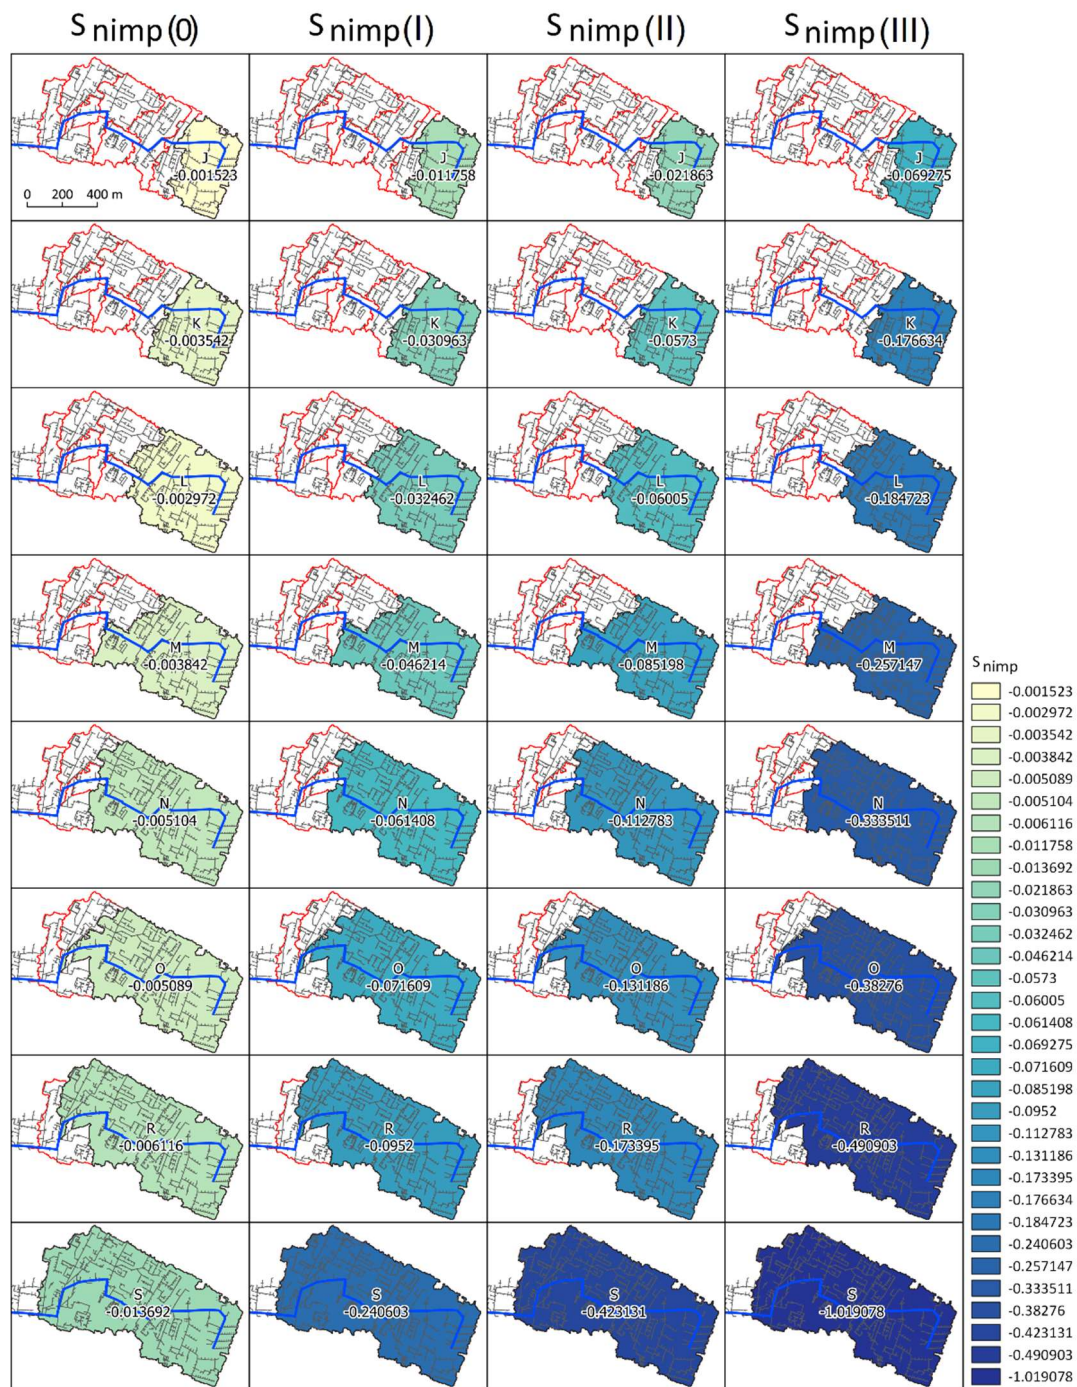 S nimp (0) S nimp (I) S nimp (II) S nimp (III)
J J J J
-0.001523 -0.011758 -0.021863 -0.069275
0 200 400 m
K K K K
-0.003542 -0.030963 -0.0573 -0.176634
L L L L
-0.002972 -0.032462 -0.06005 -0.184723
M M M M
-0.003842 -0.046214 -0.085198 -0.257147
N N N N
-0.005104 -0.061408 -0.112783 -0.333511
O O O O
-0.005089 -0.071609 -0.131186 -0.38276
R R R R
-0.006116 -0.0952 -0.173395 -0.490903
S S S S
-0.013692 -0.240603 -0.423131 -1.019078
S nimp
-0.001523
-0.002972
-0.003542
-0.003842
-0.005089
-0.005104
-0.006116
-0.011758
-0.013692
-0.021863
-0.030963
-0.032462
-0.046214
-0.0573
-0.06005
-0.061408
-0.069275
-0.071609
-0.085198
-0.0952
-0.112783
-0.131186
-0.173395
-0.176634
-0.184723
-0.240603
-0.257147
-0.333511
-0.38276
-0.423131
-0.490903
-1.019078